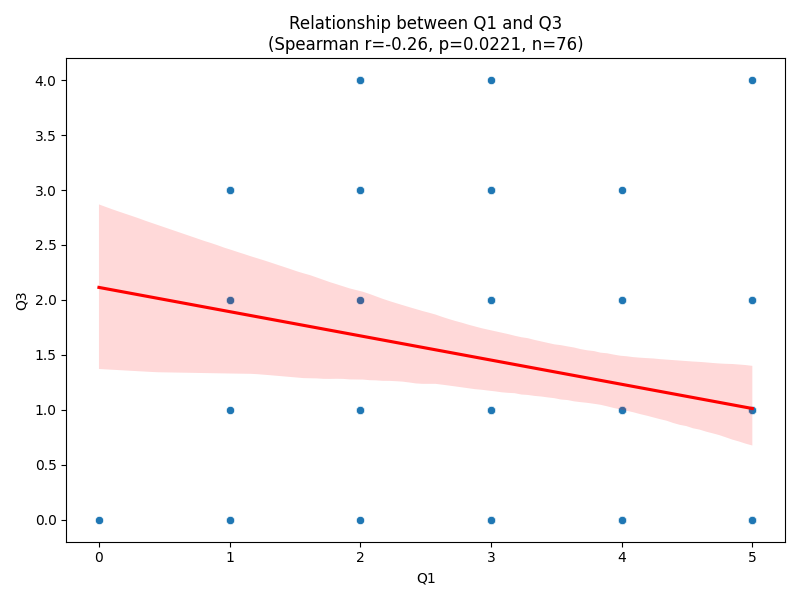 Relationship between Q1 and Q3
(Spearman r=-0.26, p=0.0221, n=76)
4.0
3.5
3.0
2.5
2.0
1.5
1.0
0.5
0.0
Q3
0 1 2 3 4 5
Q1